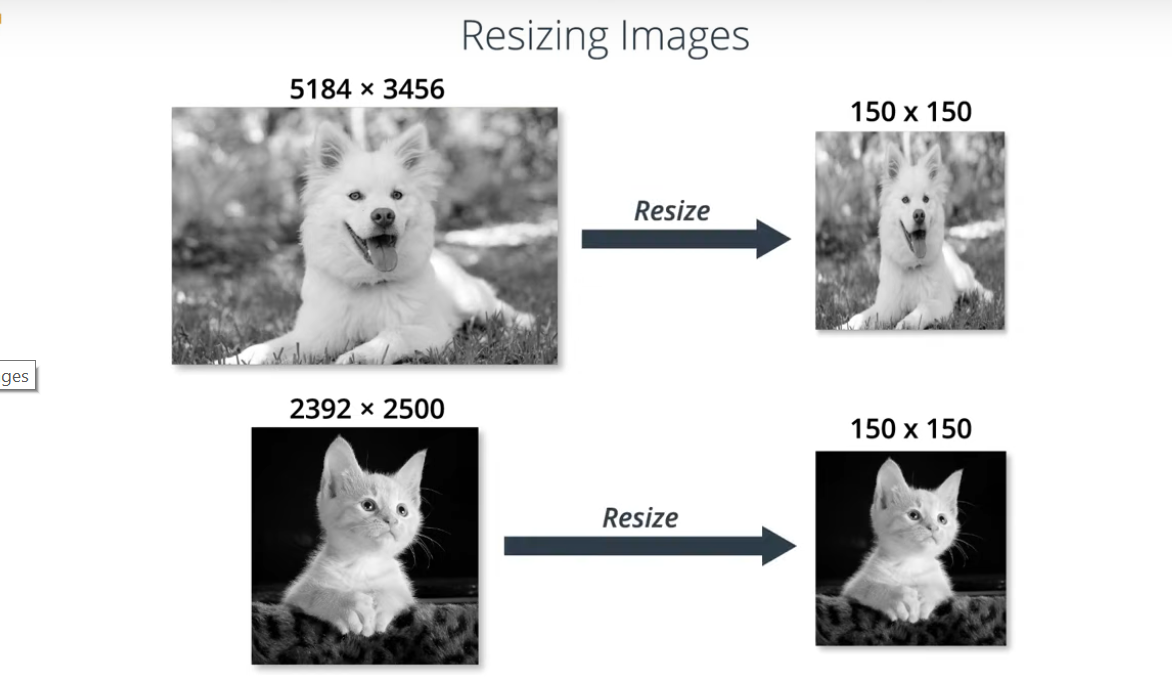 Resizing Images
5184 × 3456
150 x 150
Resize
ges
2392 × 2500
150 x 150
Resize